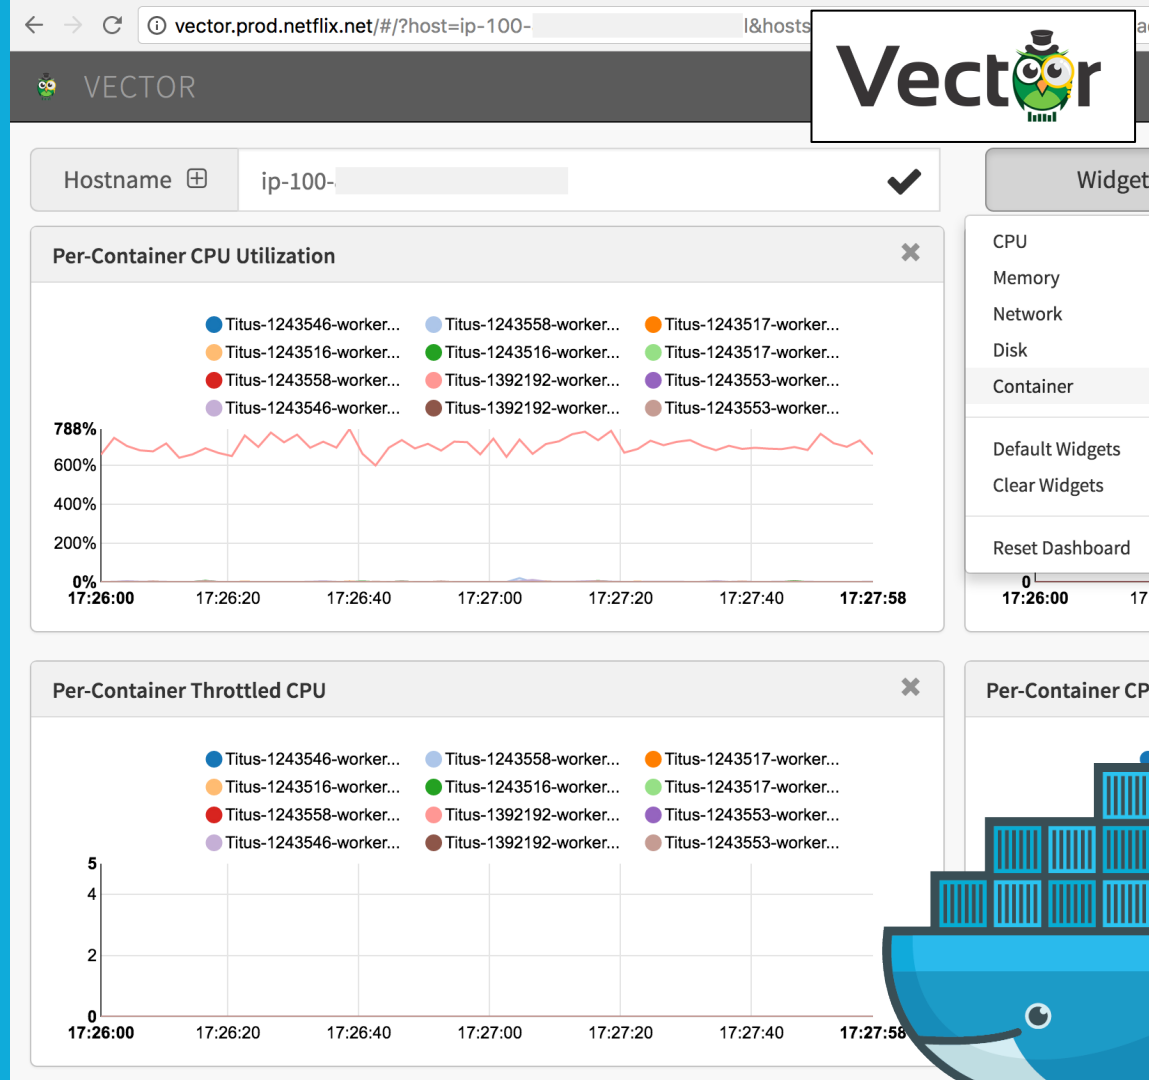 vector.prod.netflix.net/#/?host=ip-100-
l&hosts
Vector
VECTOR
Hostname
ip-100-
Widget
Per-Container CPU Utilization
CPU
Memory
Network
Disk
Container
Default Widgets
Clear Widgets
Reset Dashboard
Titus-1243546-worker... Titus-1243558-worker... Titus-1243517-worker...
Titus-1243516-worker... Titus-1243516-worker... Titus-1243517-worker...
Titus-1243558-worker... Titus-1392192-worker... Titus-1243553-worker...
Titus-1243546-worker... Titus-1392192-worker... Titus-1243553-worker...
788%
600%
400%
200%
0%
17:26:00 17:26:20 17:26:40 17:27:00 17:27:20 17:27:40 17:27:58
0
17:26:00 17
Per-Container Throttled CPU
Per-Container CP
Titus-1243546-worker... Titus-1243558-worker... Titus-1243517-worker...
Titus-1243516-worker... Titus-1243516-worker... Titus-1243517-worker...
Titus-1243558-worker... Titus-1392192-worker... Titus-1243553-worker...
Titus-1243546-worker... Titus-1392192-worker... Titus-1243553-worker...
5
4
2
0
17:26:00 17:26:20 17:26:40 17:27:00 17:27:20 17:27:40 17:27:58